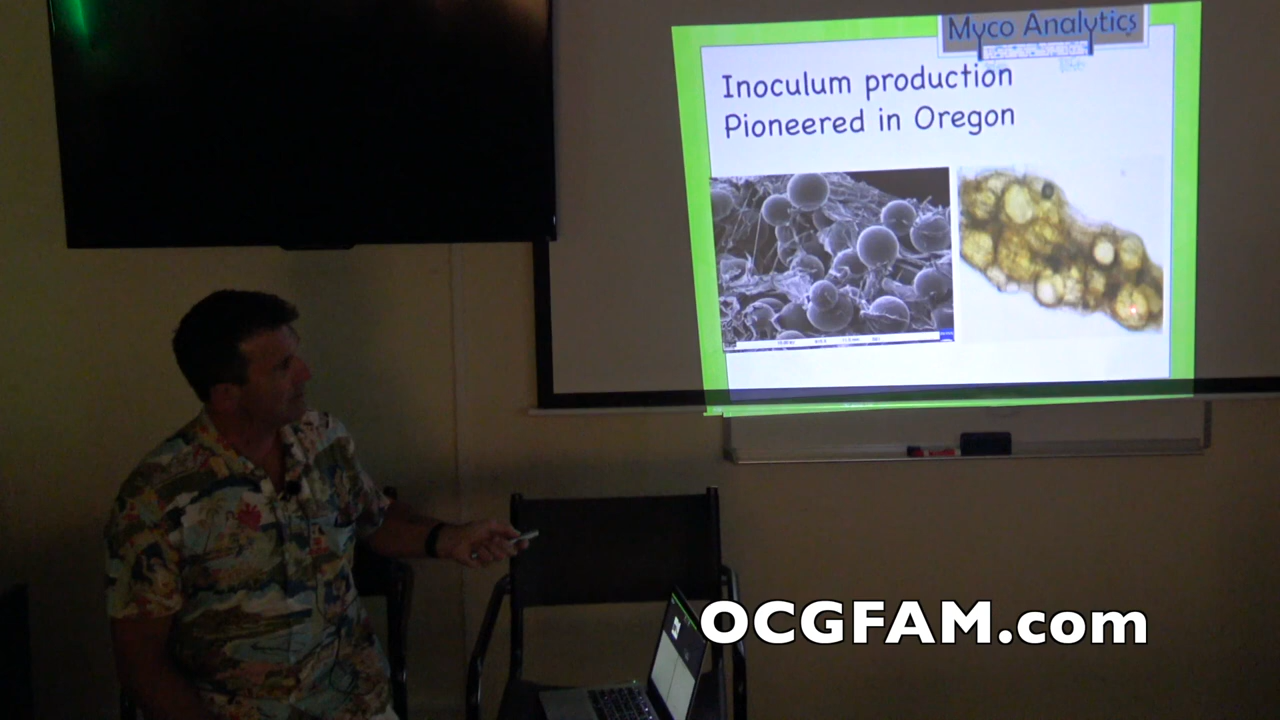 Myco Analytics
Inoculum production
Pioneered in Oregon
OCGFAM.com